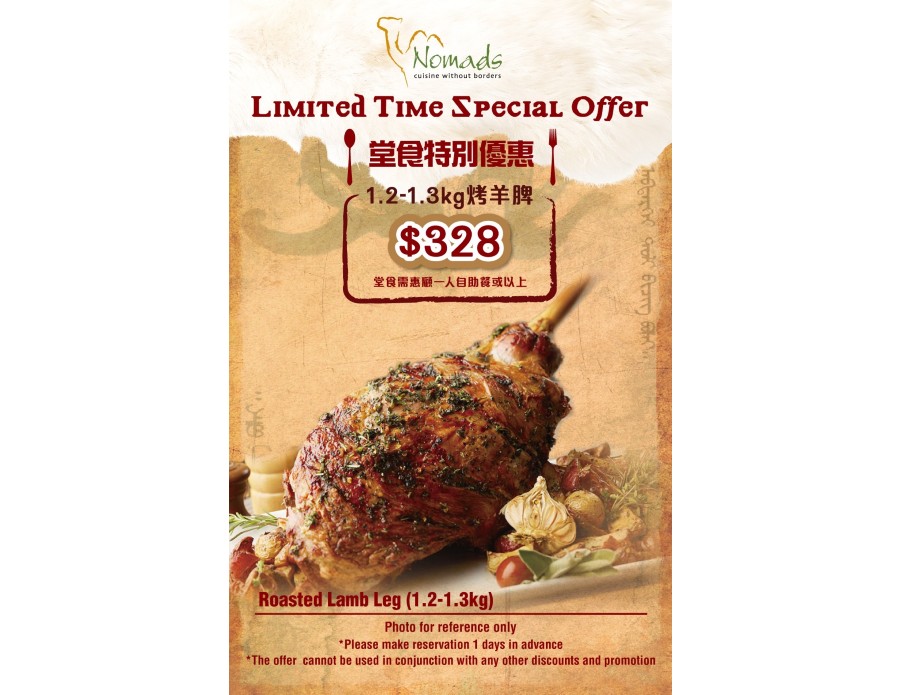 Nomads
cuisine without borders
Limited Time Special Offer
堂食特別優惠
1.2-1.3kg烤羊脾
$328
堂食需惠顧一人自助餐或以上
Roasted Lamb Leg (1.2-1.3kg)
Photo for reference only
*Please make reservation 1 days in advance
*The offer cannot be used in conjunction with any other discounts and promotion